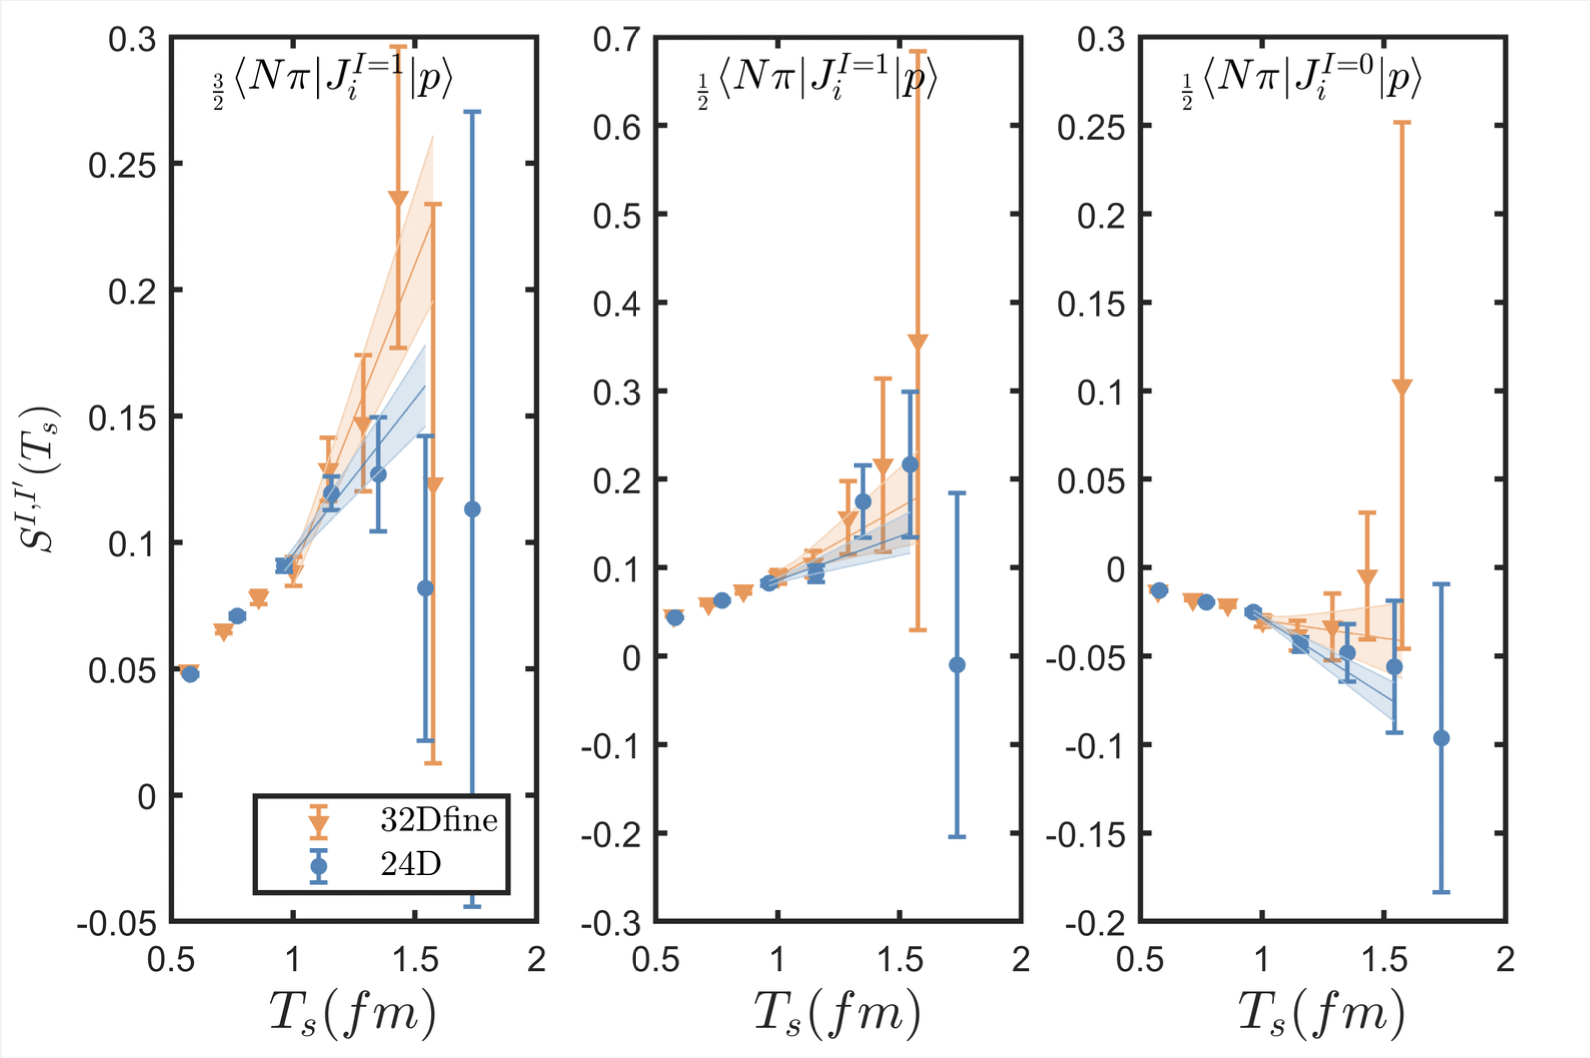 S^{I,I'}(T_s)
_{3/2}⟨Nπ|J_i^{I=1}|p⟩
0.3
0.25
0.2
0.15
0.1
0.05
0
-0.05
32Dfine
24D
0.5 1 1.5 2
T_s(fm)
_{1/2}⟨Nπ|J_i^{I=1}|p⟩
0.7
0.6
0.5
0.4
0.3
0.2
0.1
0
-0.1
-0.2
-0.3
0.5 1 1.5 2
T_s(fm)
_{1/2}⟨Nπ|J_i^{I=0}|p⟩
0.3
0.25
0.2
0.15
0.1
0.05
0
-0.05
-0.1
-0.15
-0.2
0.5 1 1.5 2
T_s(fm)